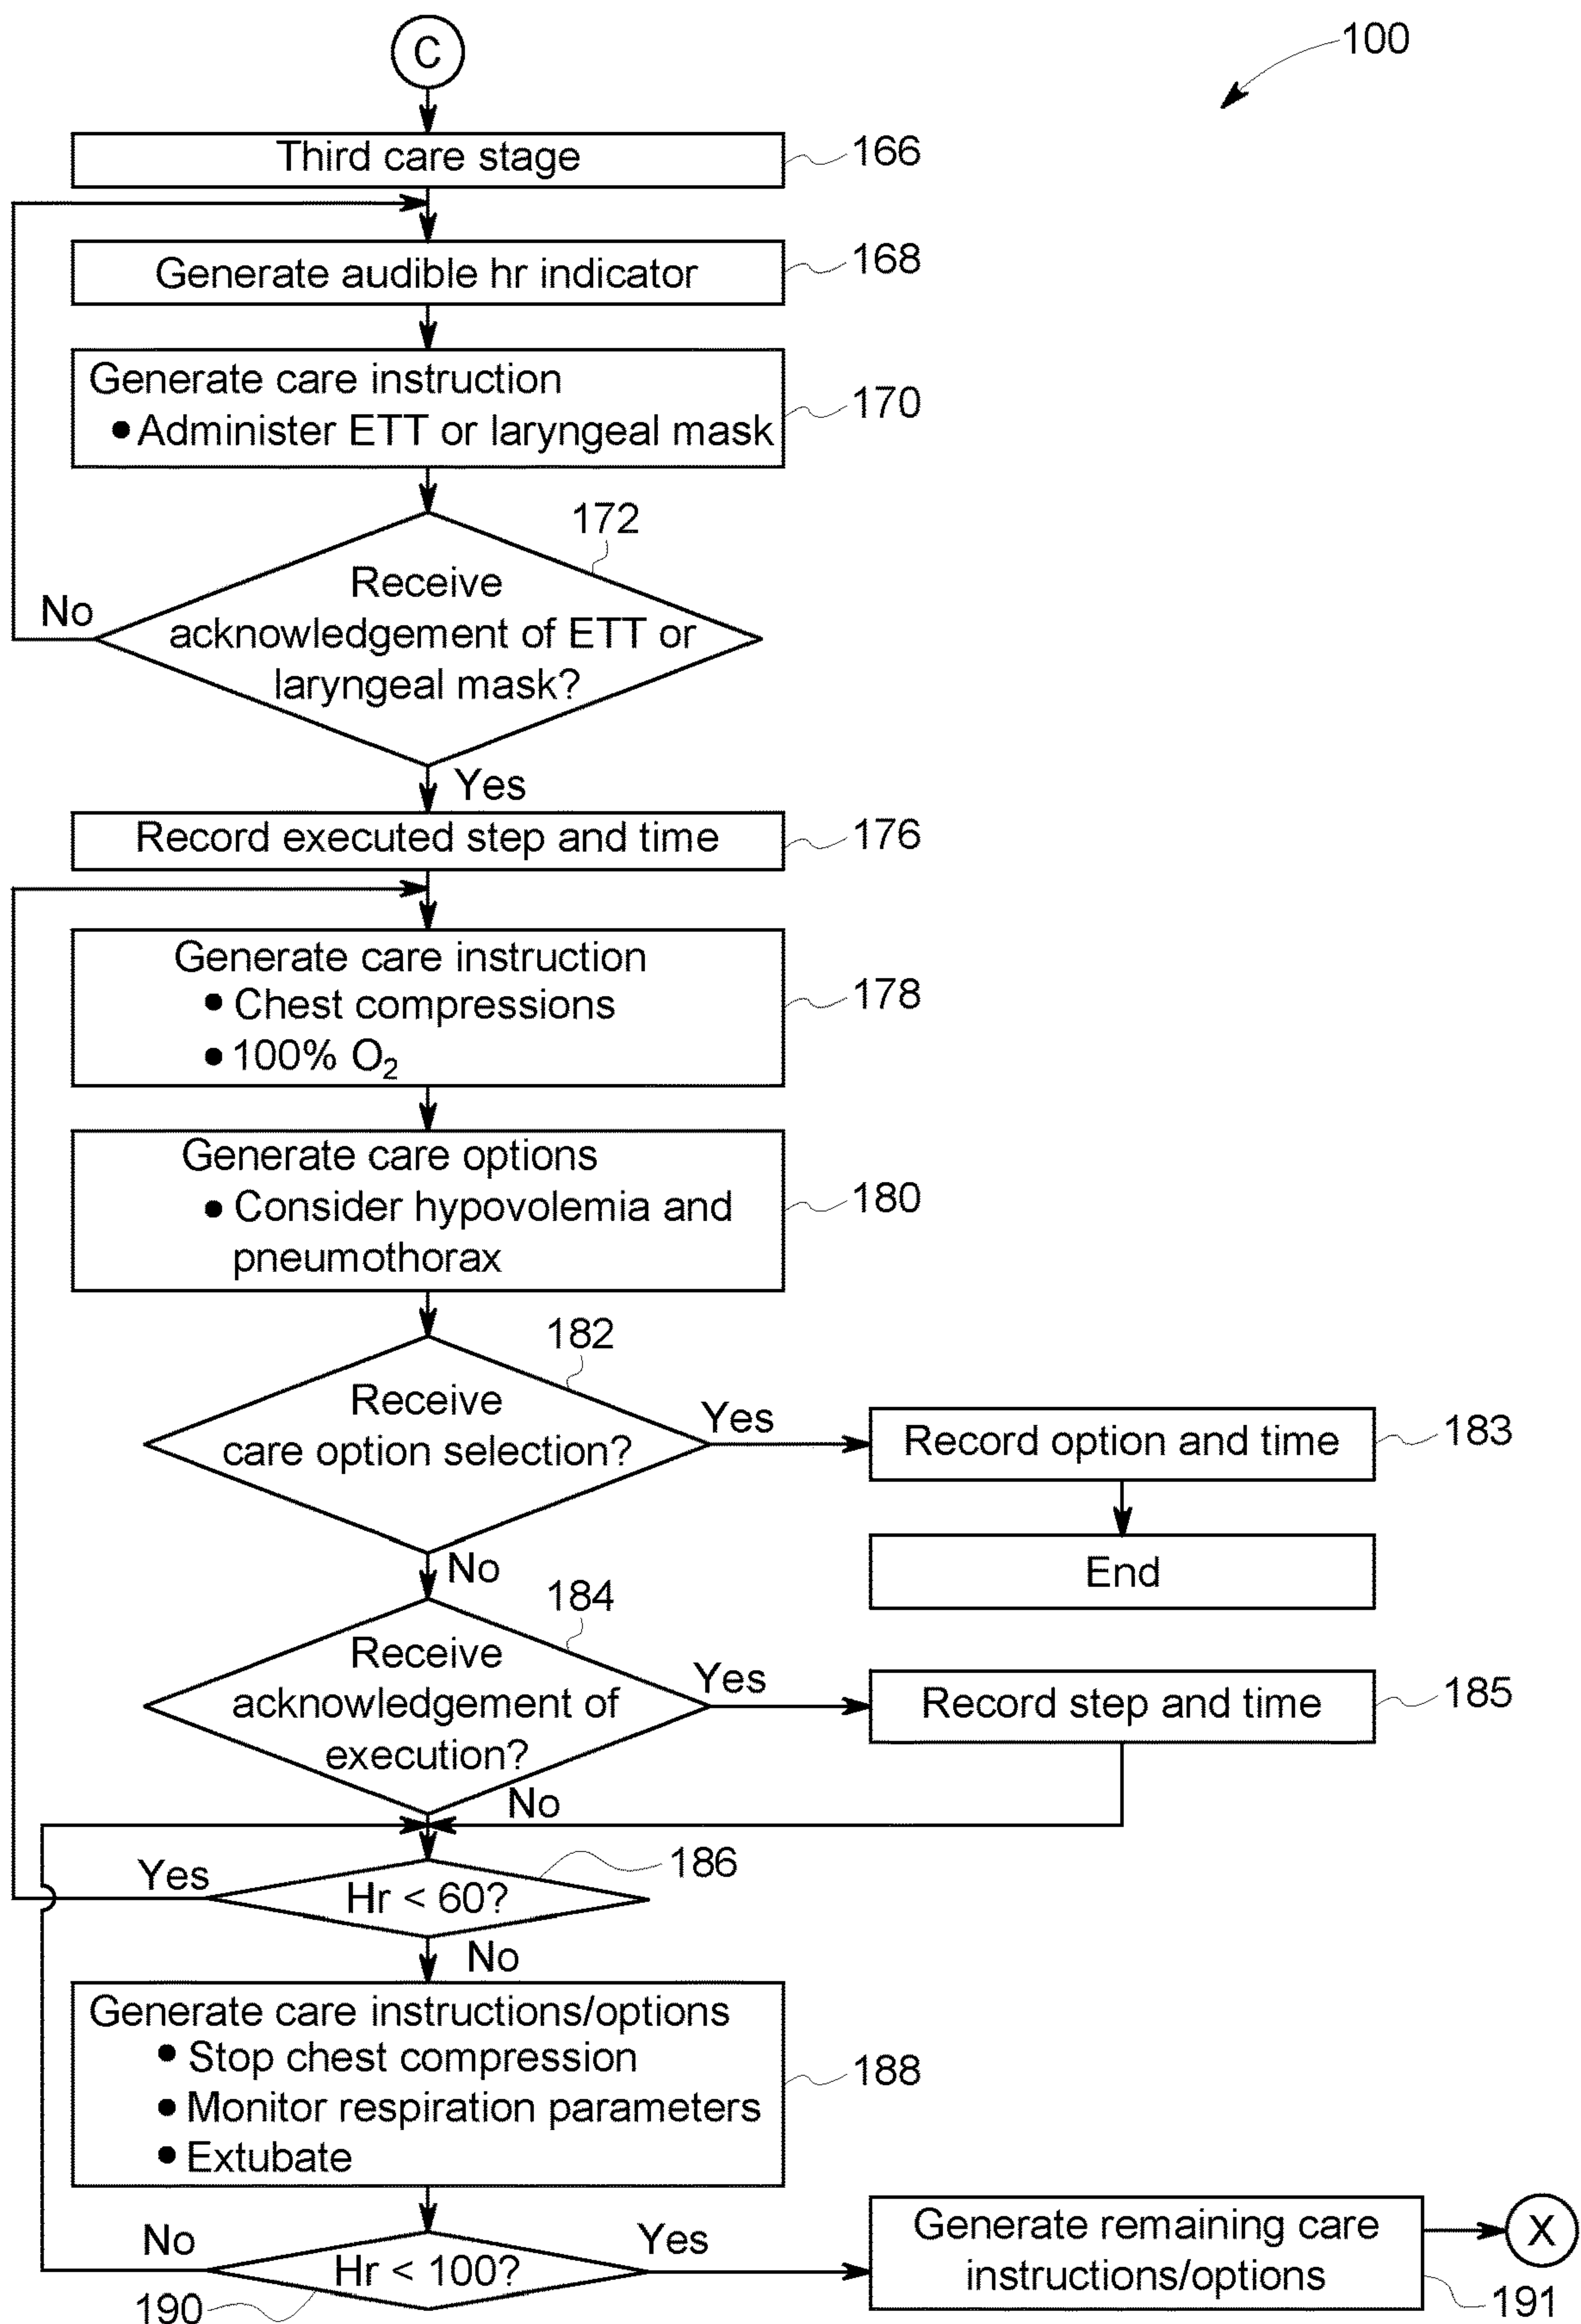 C
100
Third care stage
166
Generate audible hr indicator
168
Generate care instruction
• Administer ETT or laryngeal mask
170
172
Receive
acknowledgement of ETT or
laryngeal mask?
No
Yes
Record executed step and time
176
Generate care instruction
• Chest compressions
• 100% O₂
178
Generate care options
• Consider hypovolemia and
pneumothorax
180
182
Receive
care option selection?
Yes
Record option and time
183
End
No
184
Receive
acknowledgement of
execution?
Yes
Record step and time
185
No
186
Yes
Hr < 60?
No
Generate care instructions/options
• Stop chest compression
• Monitor respiration parameters
• Extubate
188
No
Hr < 100?
Yes
190
Generate remaining care
instructions/options
191
X